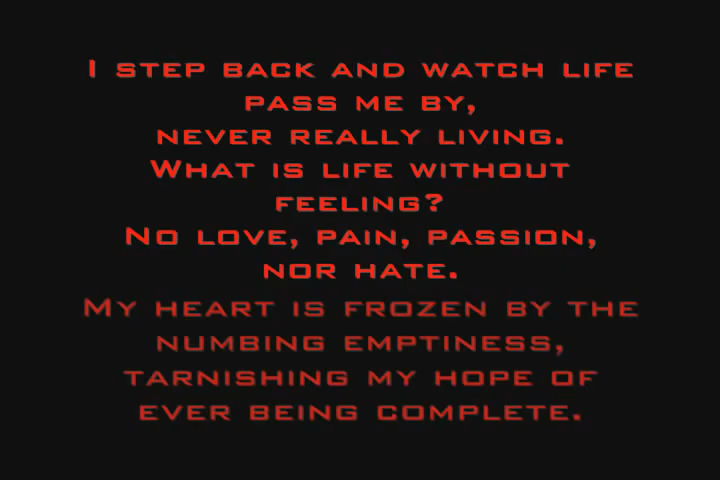 I STEP BACK AND WATCH LIFE
PASS ME BY,
NEVER REALLY LIVING.
WHAT IS LIFE WITHOUT
FEELING?
NO LOVE, PAIN, PASSION,
NOR HATE.
MY HEART IS FROZEN BY THE
NUMBING EMPTINESS,
TARNISHING MY HOPE OF
EVER BEING COMPLETE.